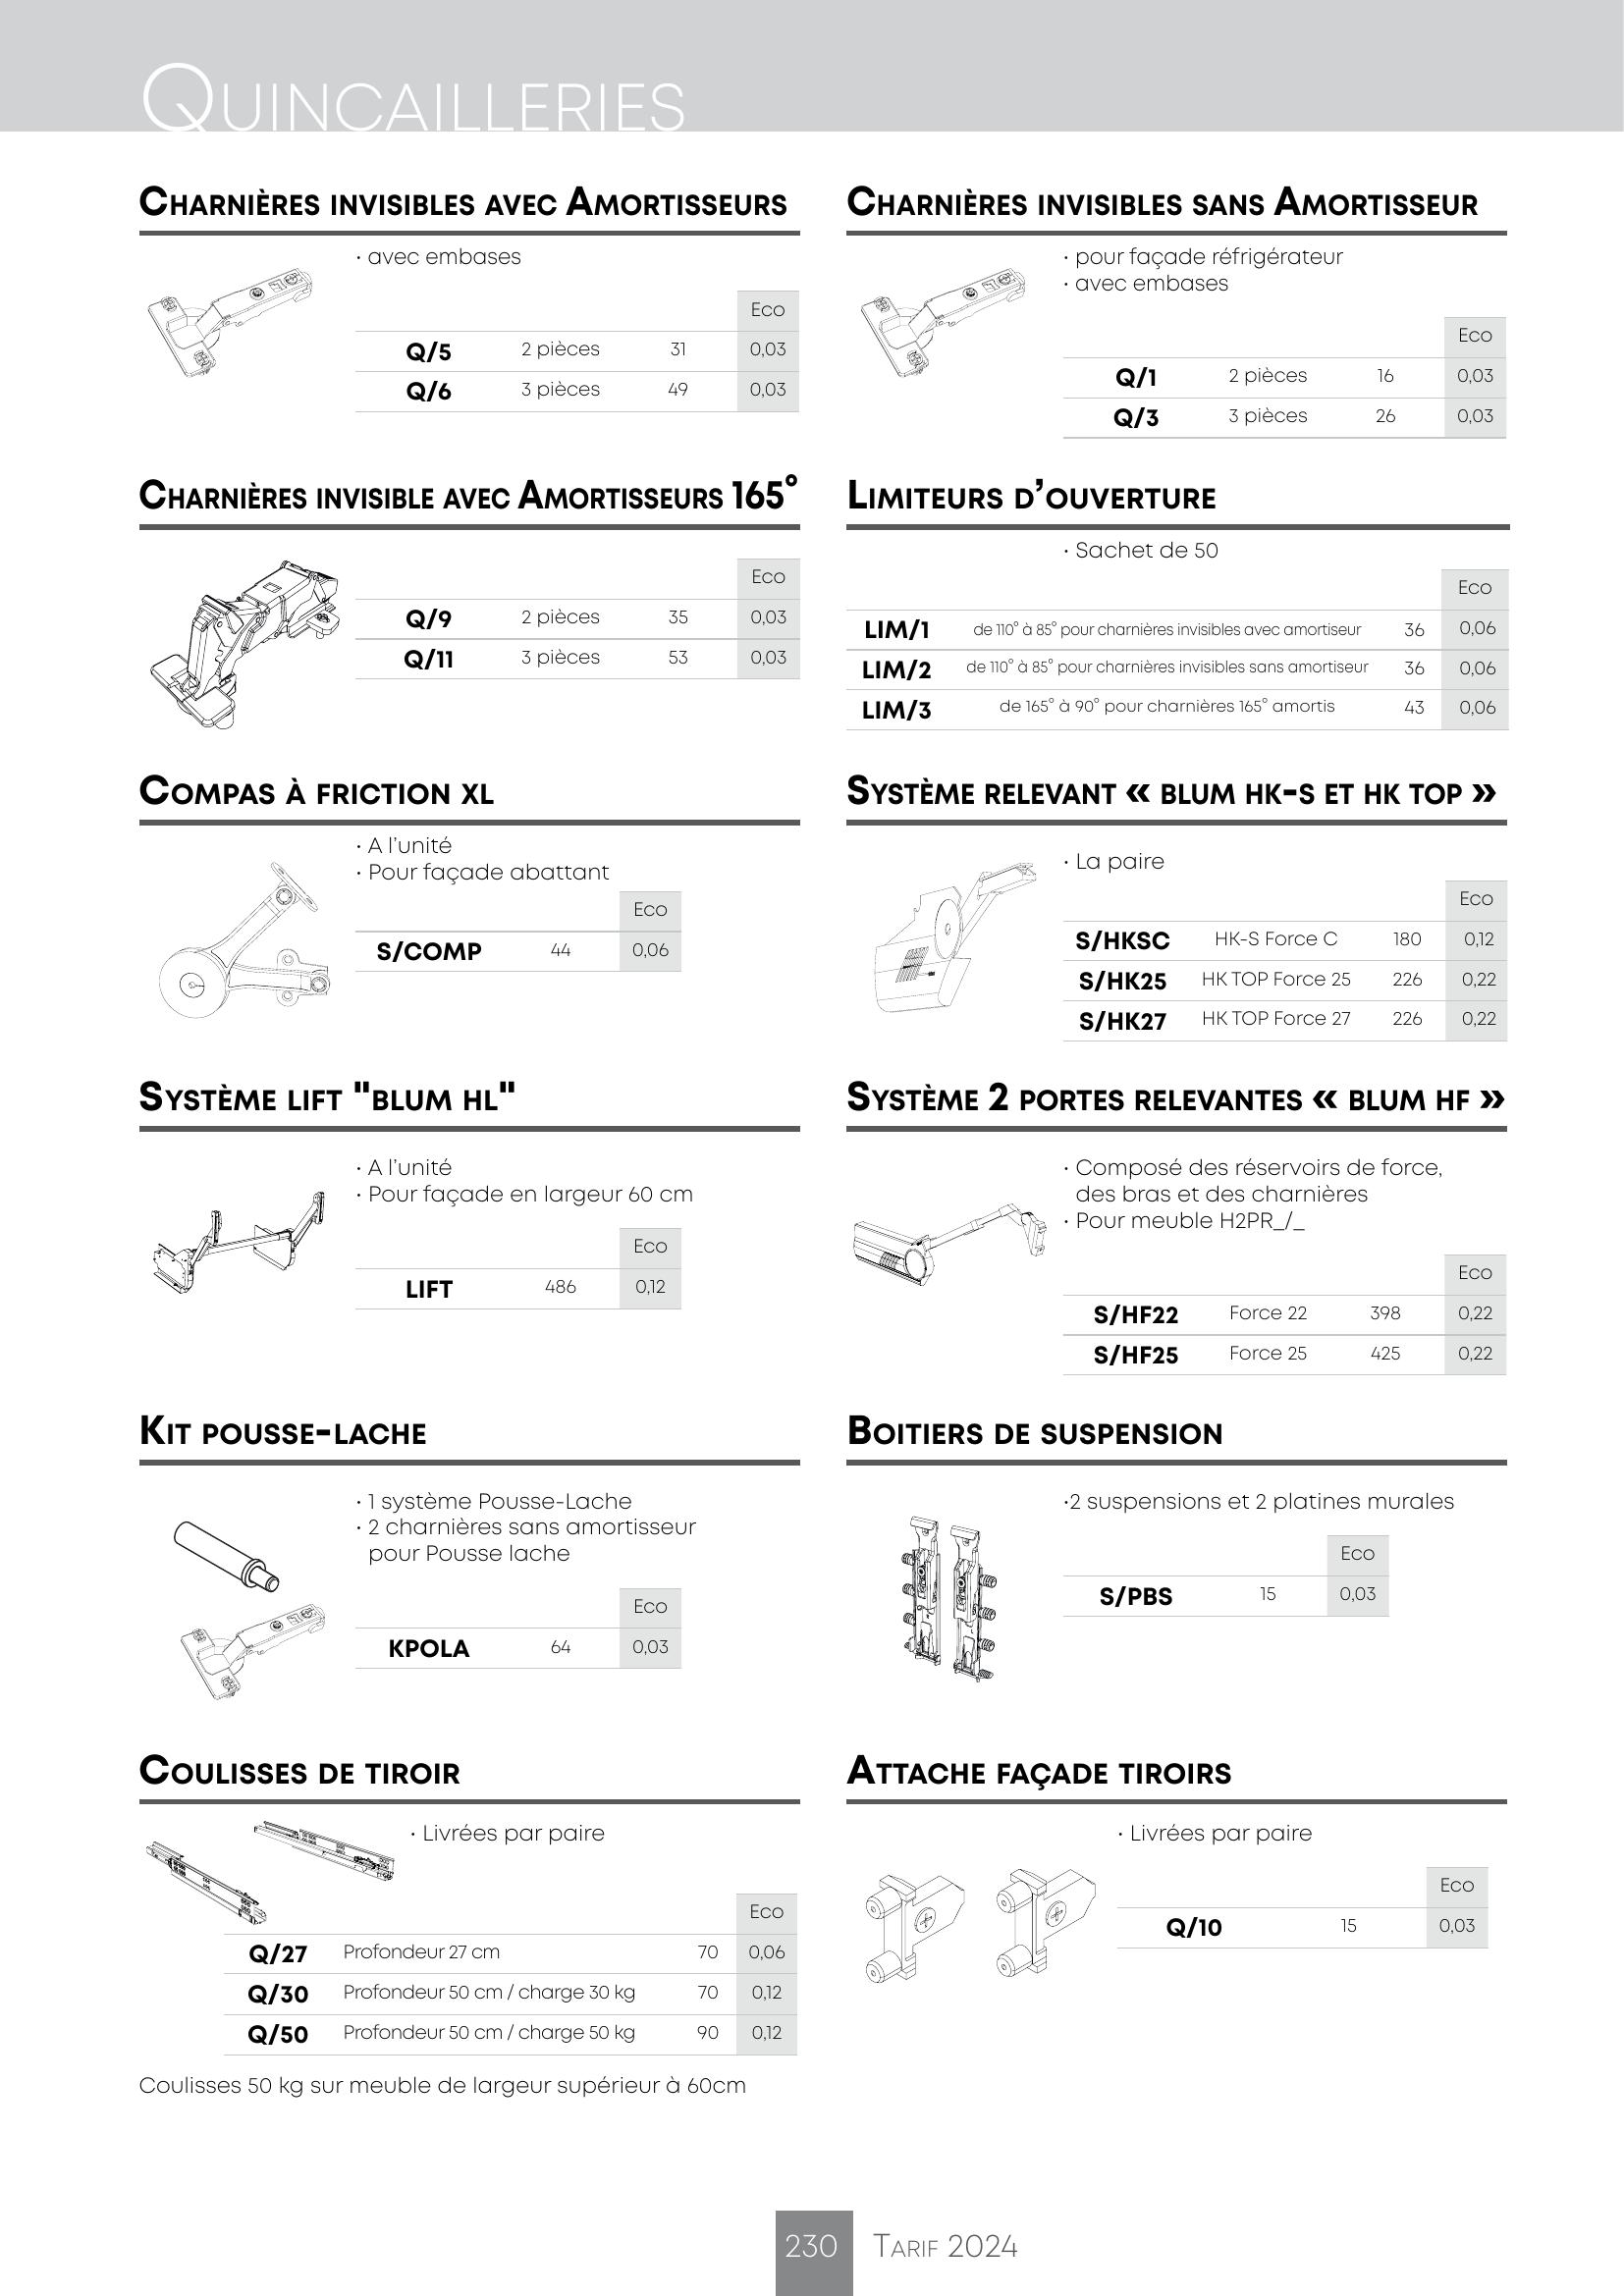 QUINCAILLERIES
CHARNIÈRES INVISIBLES AVEC AMORTISSEURS
· avec embases
Eco
Q/5 2 pièces 31 0,03
Q/6 3 pièces 49 0,03
CHARNIÈRES INVISIBLES SANS AMORTISSEUR
· pour façade réfrigérateur
· avec embases
Eco
Q/1 2 pièces 16 0,03
Q/3 3 pièces 26 0,03
CHARNIÈRES INVISIBLE AVEC AMORTISSEURS 165°
Eco
Q/9 2 pièces 35 0,03
Q/11 3 pièces 53 0,03
LIMITEURS D’OUVERTURE
· Sachet de 50
Eco
LIM/1 de 110° à 85° pour charnières invisibles avec amortiseur 36 0,06
LIM/2 de 110° à 85° pour charnières invisibles sans amortiseur 36 0,06
LIM/3 de 165° à 90° pour charnières 165° amortis 43 0,06
COMPAS À FRICTION XL
· A l’unité
· Pour façade abattant
Eco
S/COMP 44 0,06
SYSTÈME RELEVANT « BLUM HK-S ET HK TOP »
· La paire
Eco
S/HKSC HK-S Force C 180 0,12
S/HK25 HK TOP Force 25 226 0,22
S/HK27 HK TOP Force 27 226 0,22
SYSTÈME LIFT "BLUM HL"
· A l’unité
· Pour façade en largeur 60 cm
Eco
LIFT 486 0,12
SYSTÈME 2 PORTES RELEVANTES « BLUM HF »
· Composé des réservoirs de force,
des bras et des charnières
· Pour meuble H2PR_/_
Eco
S/HF22 Force 22 398 0,22
S/HF25 Force 25 425 0,22
KIT POUSSE-LACHE
· 1 système Pousse-Lache
· 2 charnières sans amortisseur
pour Pousse lache
Eco
KPOLA 64 0,03
BOITIERS DE SUSPENSION
·2 suspensions et 2 platines murales
Eco
S/PBS 15 0,03
COULISSES DE TIROIR
· Livrées par paire
Eco
Q/27 Profondeur 27 cm 70 0,06
Q/30 Profondeur 50 cm / charge 30 kg 70 0,12
Q/50 Profondeur 50 cm / charge 50 kg 90 0,12
Coulisses 50 kg sur meuble de largeur supérieur à 60cm
ATTACHE FAÇADE TIROIRS
· Livrées par paire
Eco
Q/10 15 0,03
230 TARIF 2024